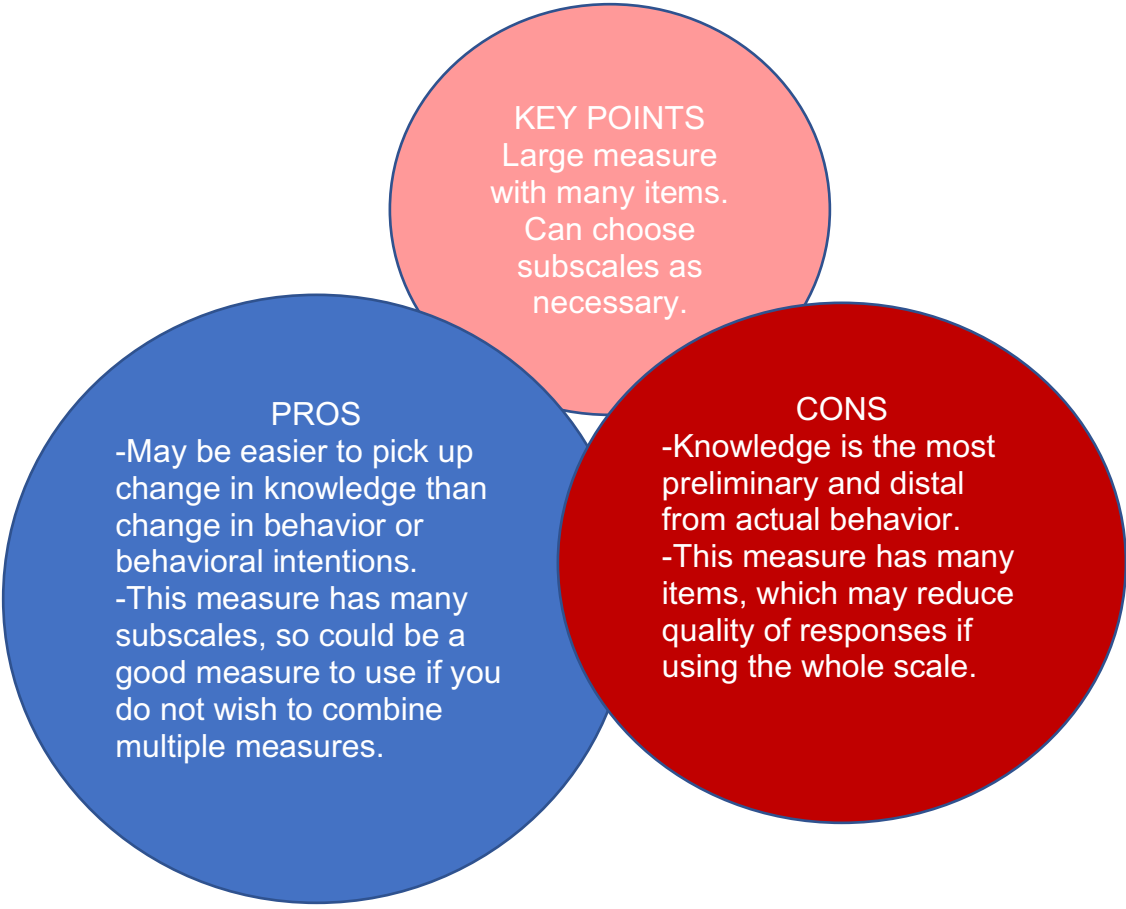 KEY POINTS
Large measure
with many items.
Can choose
subscales as
necessary.
PROS
-May be easier to pick up
change in knowledge than
change in behavior or
behavioral intentions.
-This measure has many
subscales, so could be a
good measure to use if you
do not wish to combine
multiple measures.
CONS
-Knowledge is the most
preliminary and distal
from actual behavior.
-This measure has many
items, which may reduce
quality of responses if
using the whole scale.